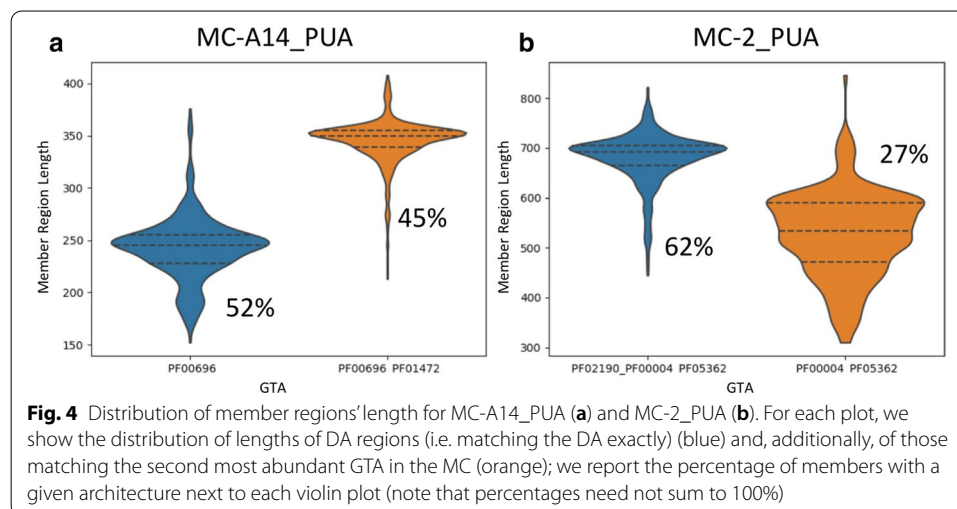 a MC-A14_PUA
Member Region Length
400
350
300
250
200
150
52%
45%
PF00696
PF00696 PF01472
GTA
b MC-2_PUA
Member Region Length
800
700
600
500
400
300
62%
27%
PF02190_PF00004 PF05362
PF00004 PF05362
GTA
Fig. 4 Distribution of member regions’ length for MC-A14_PUA (a) and MC-2_PUA (b). For each plot, we
show the distribution of lengths of DA regions (i.e. matching the DA exactly) (blue) and, additionally, of those
matching the second most abundant GTA in the MC (orange); we report the percentage of members with a
given architecture next to each violin plot (note that percentages need not sum to 100%)